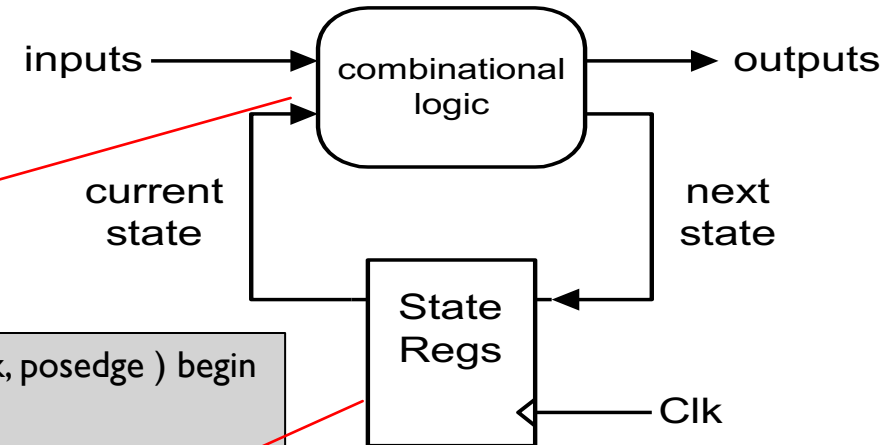 inputs
combinational
logic
outputs
current
state
next
state
State
Regs
, posedge ) begin
Clk